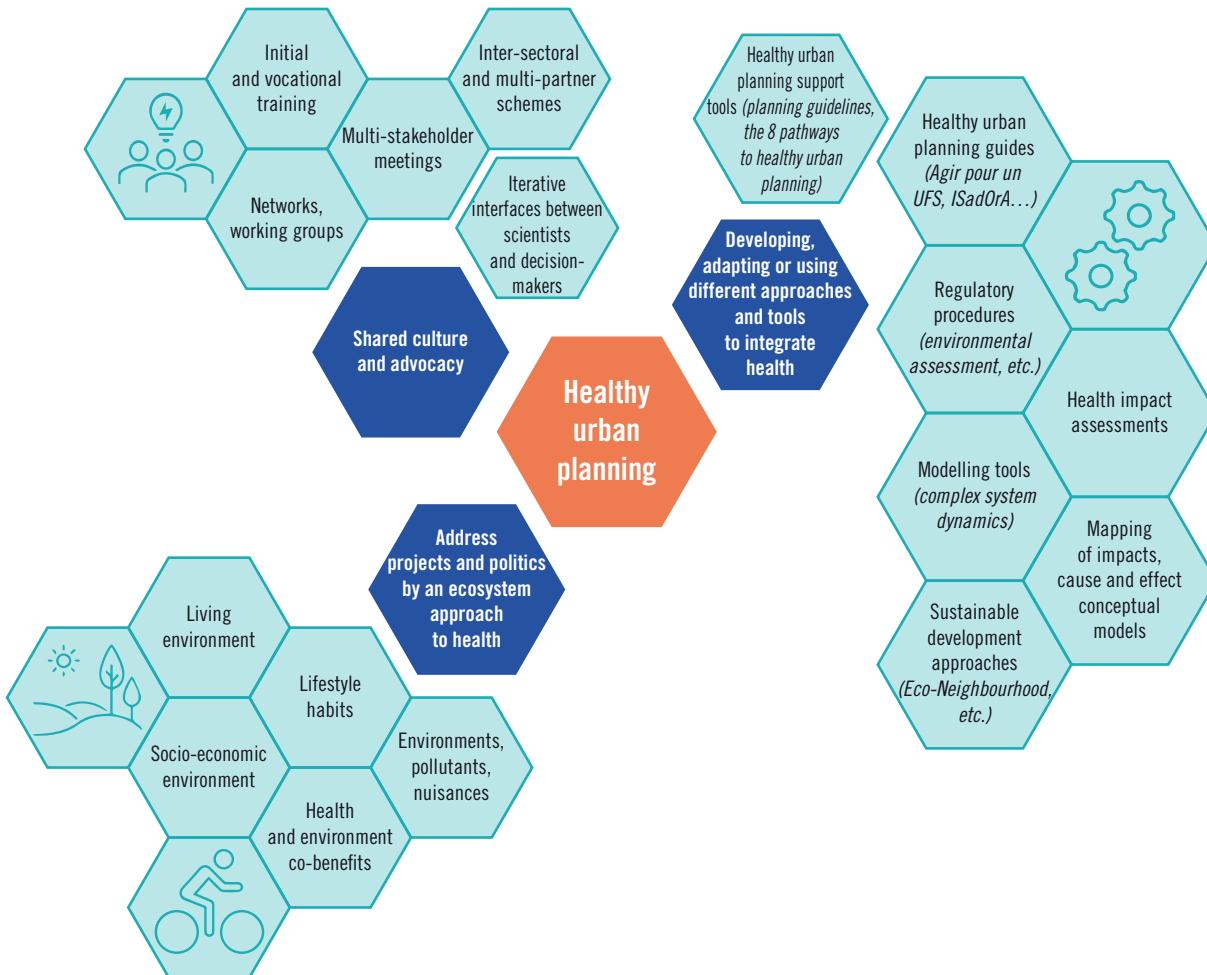 Initial
and vocational
training
Inter-sectoral
and multi-partner
schemes
Multi-stakeholder
meetings
Networks,
working groups
Iterative
interfaces between
scientists
and decision-
makers
Shared culture
and advocacy
Healthy urban
planning support
tools (planning guidelines,
the 8 pathways
to healthy urban
planning)
Healthy urban
planning guides
(Agir pour un
UFS, ISadOrA…)
Developing,
adapting or using
different approaches
and tools
to integrate
health
Regulatory
procedures
(environmental
assessment, etc.)
Health impact
assessments
Modelling tools
(complex system
dynamics)
Mapping
of impacts,
cause and effect
conceptual
models
Sustainable
development
approaches
(Eco-Neighbourhood,
etc.)
Healthy
urban
planning
Address
projects and politics
by an ecosystem
approach
to health
Living
environment
Lifestyle
habits
Socio-economic
environment
Environments,
pollutants,
nuisances
Health
and environment
co-benefits